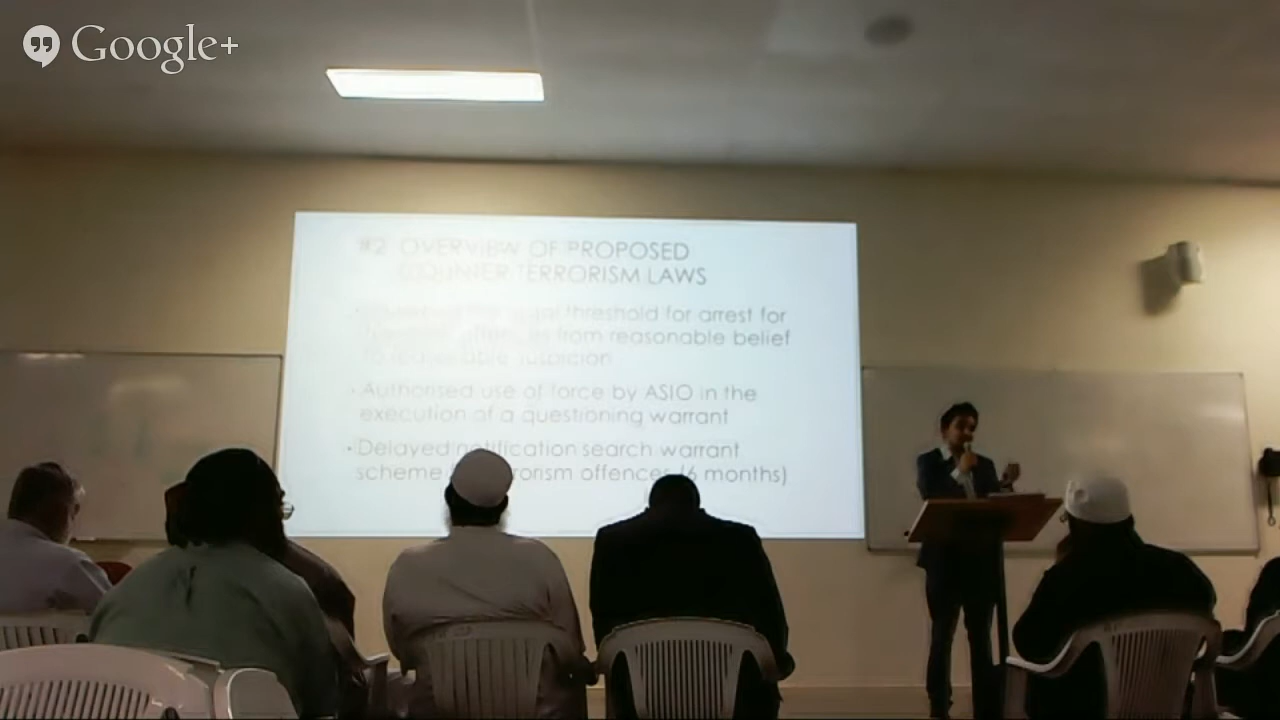 Google+
#2 OVERVIEW OF PROPOSED
COUNTER TERRORISM LAWS
threshold for arrest for
from reasonable belief
suspicion
• Authorised use of force by ASIO in the
execution of a questioning warrant
• Delayed notification search warrant
scheme terrorism offences (6 months)